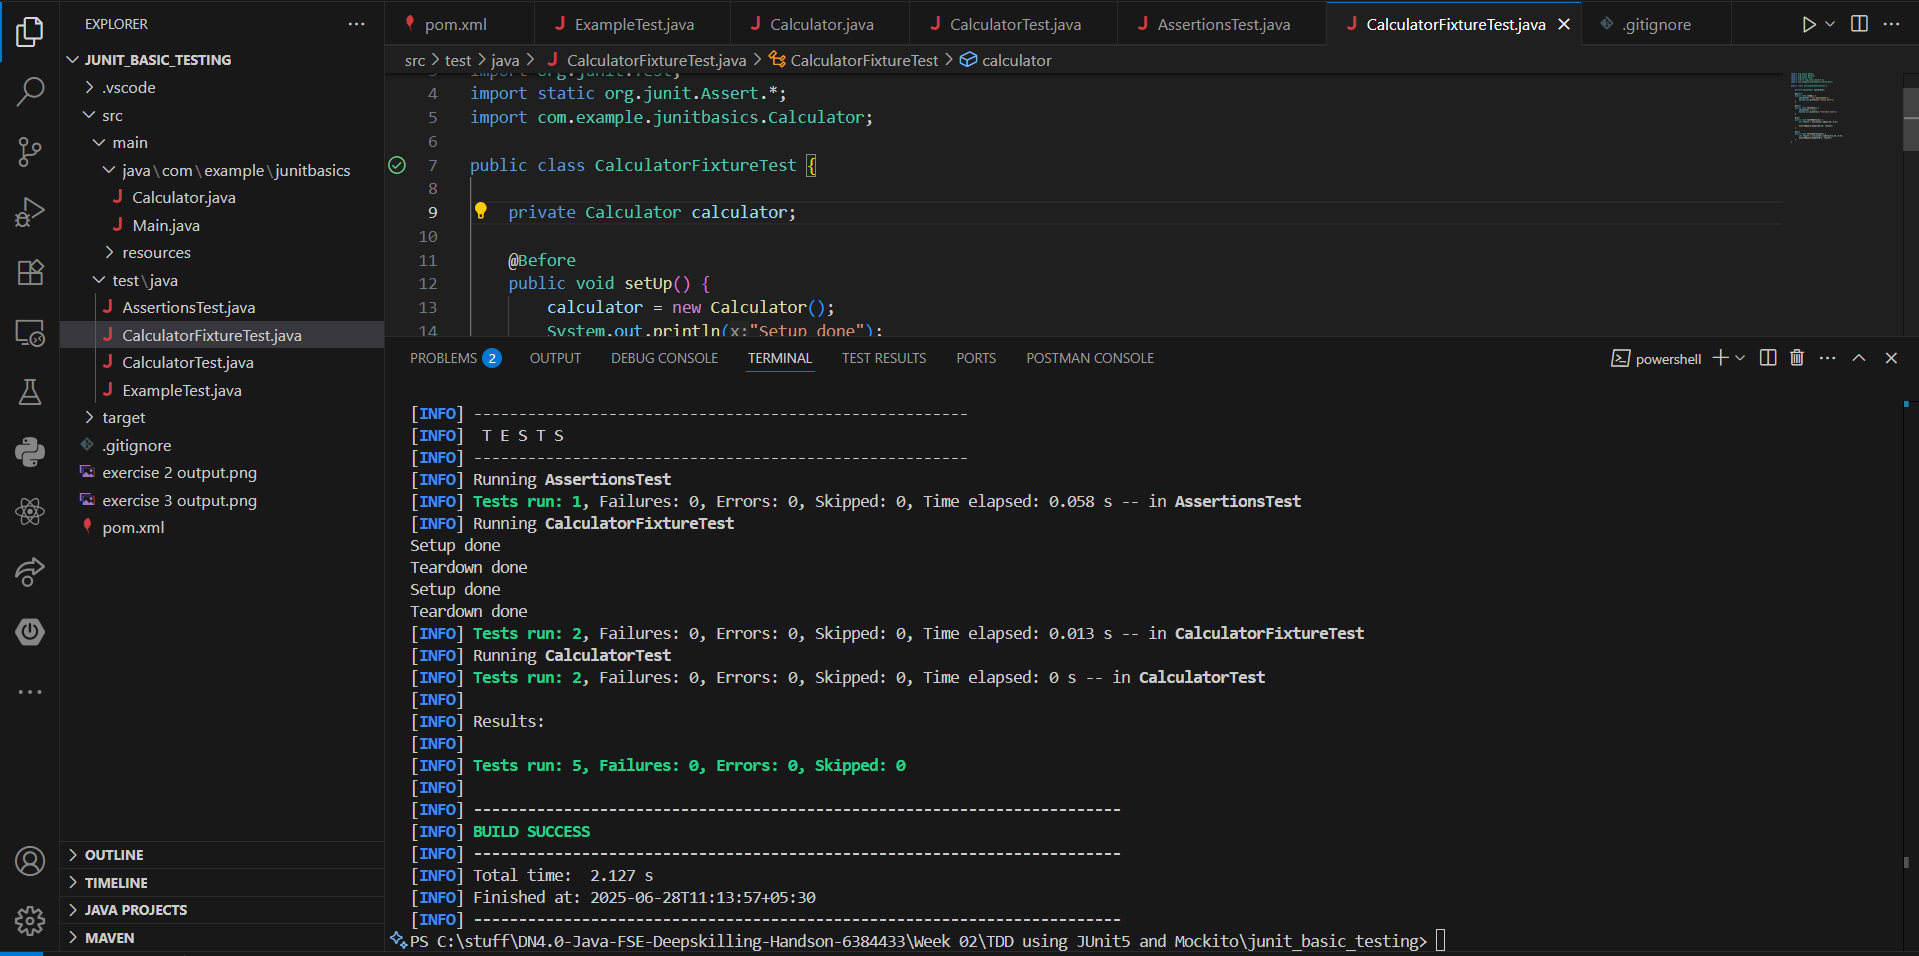 EXPLORER
JUNIT_BASIC_TESTING
.vscode
src
main
java\com\example\junitbasics
Calculator.java
Main.java
resources
test\java
AssertionsTest.java
CalculatorFixtureTest.java
CalculatorTest.java
ExampleTest.java
target
.gitignore
exercise 2 output.png
exercise 3 output.png
pom.xml
OUTLINE
TIMELINE
JAVA PROJECTS
MAVEN
pom.xml ExampleTest.java Calculator.java CalculatorTest.java AssertionsTest.java CalculatorFixtureTest.java .gitignore
src > test > java > CalculatorFixtureTest.java > CalculatorFixtureTest > calculator
3 import org.junit.Test;
4 import static org.junit.Assert.*;
5 import com.example.junitbasics.Calculator;
6
7 public class CalculatorFixtureTest {
8
9 private Calculator calculator;
10
11 @Before
12 public void setUp() {
13 calculator = new Calculator();
14 System.out.println(x:"Setup done");
PROBLEMS 2 OUTPUT DEBUG CONSOLE TERMINAL TEST RESULTS PORTS POSTMAN CONSOLE powershell
[INFO] -------------------------------------------------------
[INFO]  T E S T S
[INFO] -------------------------------------------------------
[INFO] Running AssertionsTest
[INFO] Tests run: 1, Failures: 0, Errors: 0, Skipped: 0, Time elapsed: 0.058 s -- in AssertionsTest
[INFO] Running CalculatorFixtureTest
Setup done
Teardown done
Setup done
Teardown done
[INFO] Tests run: 2, Failures: 0, Errors: 0, Skipped: 0, Time elapsed: 0.013 s -- in CalculatorFixtureTest
[INFO] Running CalculatorTest
[INFO] Tests run: 2, Failures: 0, Errors: 0, Skipped: 0, Time elapsed: 0 s -- in CalculatorTest
[INFO]
[INFO] Results:
[INFO]
[INFO] Tests run: 5, Failures: 0, Errors: 0, Skipped: 0
[INFO]
[INFO] ------------------------------------------------------------------------
[INFO] BUILD SUCCESS
[INFO] ------------------------------------------------------------------------
[INFO] Total time:  2.127 s
[INFO] Finished at: 2025-06-28T11:13:57+05:30
[INFO] ------------------------------------------------------------------------
PS C:\stuff\DN4.0-Java-FSE-Deepskilling-Handson-6384433\Week 02\TDD using JUnit5 and Mockito\junit_basic_testing>